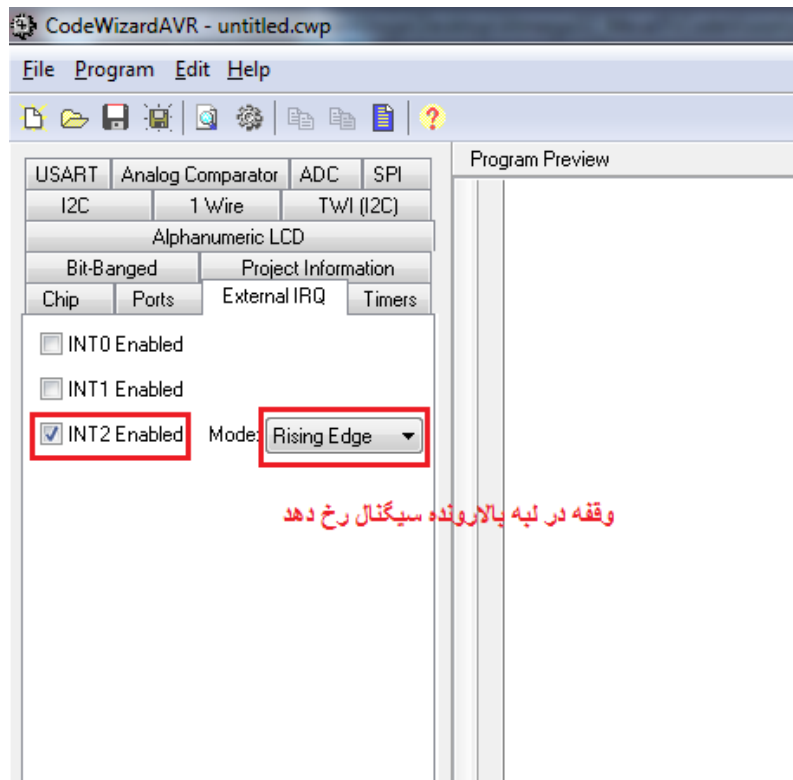 CodeWizardAVR - untitled.cwp
File Program Edit Help
Program Preview
USART Analog Comparator ADC SPI
I2C 1 Wire TWI (I2C)
Alphanumeric LCD
Bit-Banged Project Information
Chip Ports External IRQ Timers
INT0 Enabled
INT1 Enabled
INT2 Enabled Mode: Rising Edge
وقفه در لبه بالارونده سیگنال رخ دهد